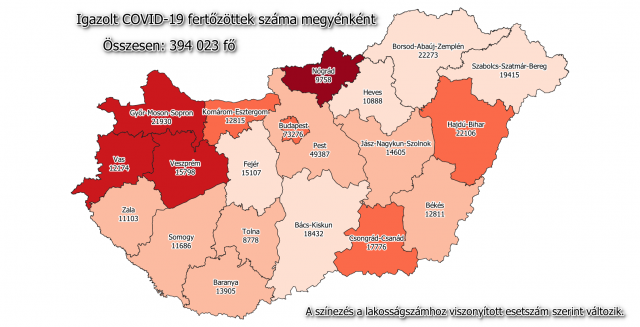 Igazolt COVID-19 fertőzöttek száma megyénként
Összesen: 394 023 fő
Borsod-Abaúj-Zemplén
22273
Szabolcs-Szatmár-Bereg
19415
Nógrád
9758
Heves
10888
Győr-Moson-Sopron
21930
Komárom-Esztergom
12815
Budapest
73276
Hajdú-Bihar
22106
Pest
49387
Jász-Nagykun-Szolnok
14605
Vas
12174
Veszprém
15798
Fejér
15107
Zala
11103
Somogy
11686
Tolna
8778
Bács-Kiskun
18432
Békés
12811
Csongrád-Csanád
17776
Baranya
13905
A színezés a lakosságszámhoz viszonyított esetszám szerint változik.